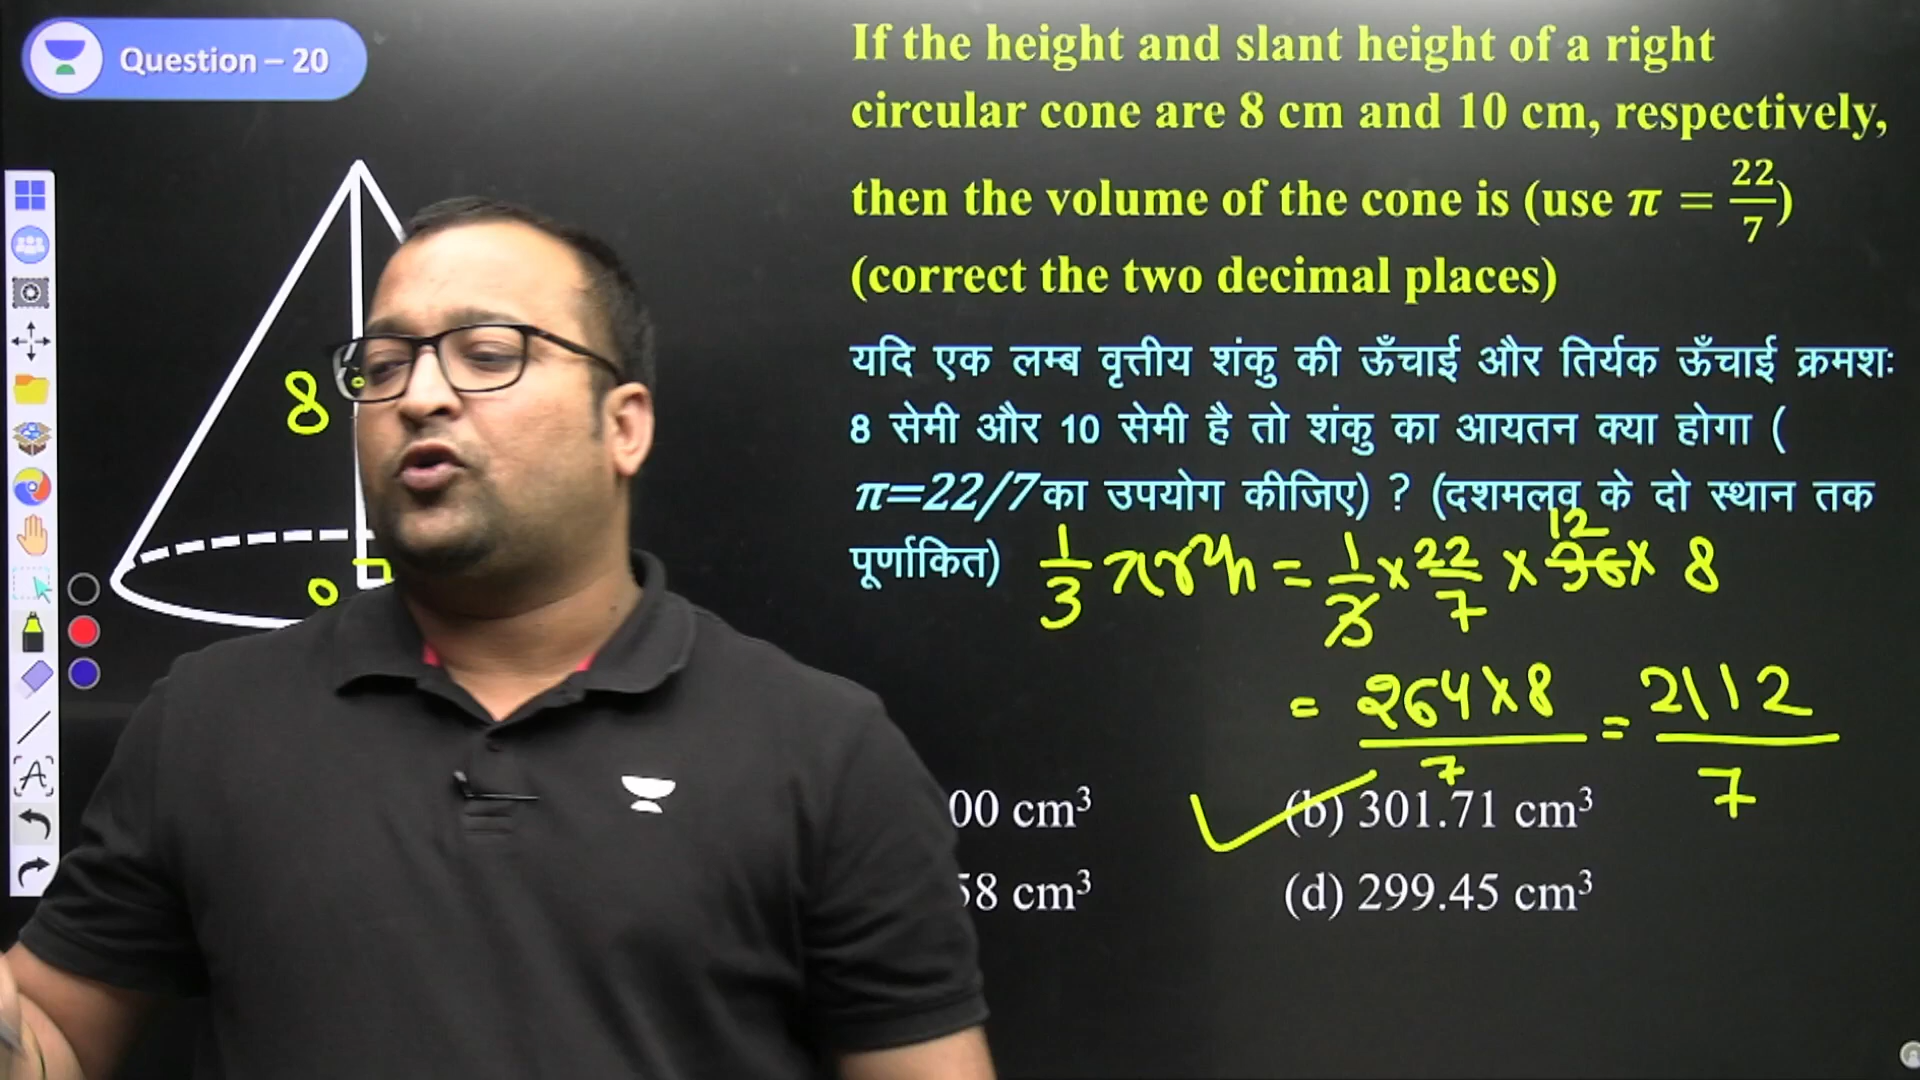 Question – 20
If the height and slant height of a right
circular cone are 8 cm and 10 cm, respectively,
then the volume of the cone is (use π = 22/7)
(correct the two decimal places)
यदि एक लम्ब वृत्तीय शंकु की ऊँचाई और तिर्यक ऊँचाई क्रमशः
8 सेमी और 10 सेमी है तो शंकु का आयतन क्या होगा (
π=22/7 का उपयोग कीजिए) ? (दशमलव के दो स्थान तक
पूर्णाकित)
1/3 πr²h = 1/3 × 22/7 × 36 × 8
12
= 264×8/7 = 2112/7
8
00 cm³
(b) 301.71 cm³
58 cm³
(d) 299.45 cm³